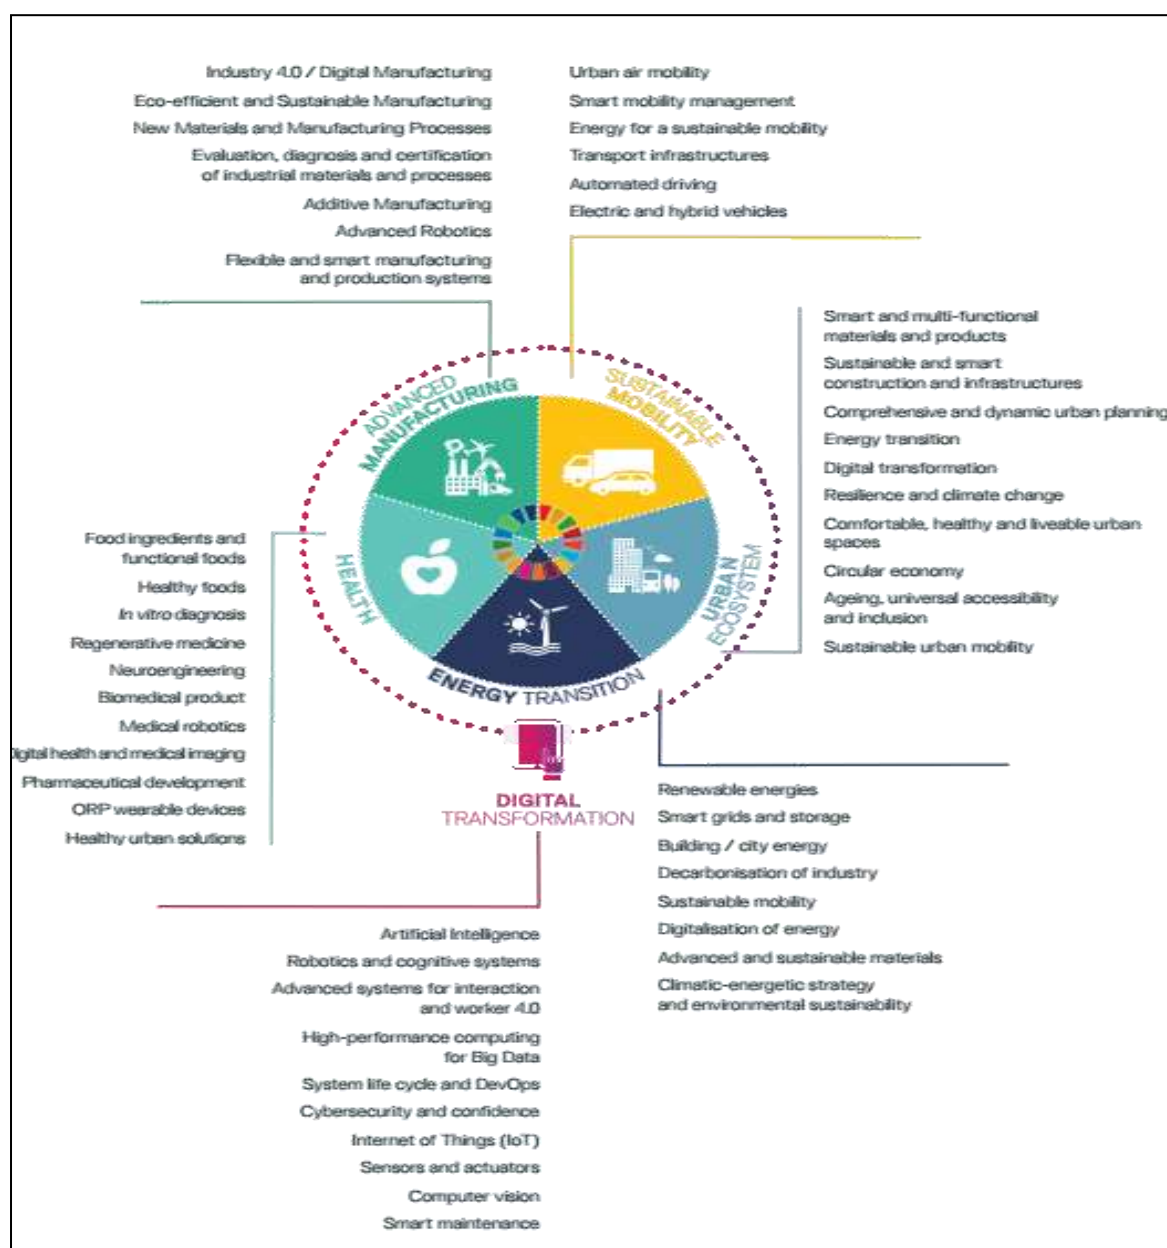 Industry 4.0 / Digital Manufacturing
Eco-efficient and Sustainable Manufacturing
New Materials and Manufacturing Processes
Evaluation, diagnosis and certification
of industrial materials and processes
Additive Manufacturing
Advanced Robotics
Flexible and smart manufacturing
and production systems
Urban air mobility
Smart mobility management
Energy for a sustainable mobility
Transport infrastructures
Automated driving
Electric and hybrid vehicles
Smart and multi-functional
materials and products
Sustainable and smart
construction and infrastructures
Comprehensive and dynamic urban planning
Energy transition
Digital transformation
Resilience and climate change
Comfortable, healthy and liveable urban
spaces
Circular economy
Ageing, universal accessibility
and inclusion
Sustainable urban mobility
ADVANCED
MANUFACTURING
SUSTAINABLE
MOBILITY
HEALTH
URBAN
ECOSYSTEM
ENERGY TRANSITION
Food ingredients and
functional foods
Healthy foods
In vitro diagnosis
Regenerative medicine
Neuroengineering
Biomedical product
Medical robotics
Digital health and medical imaging
Pharmaceutical development
ORP wearable devices
Healthy urban solutions
DIGITAL
TRANSFORMATION
Renewable energies
Smart grids and storage
Building / city energy
Decarbonisation of industry
Sustainable mobility
Digitalisation of energy
Advanced and sustainable materials
Climatic-energetic strategy
and environmental sustainability
Artificial Intelligence
Robotics and cognitive systems
Advanced systems for interaction
and worker 4.0
High-performance computing
for Big Data
System life cycle and DevOps
Cybersecurity and confidence
Internet of Things (IoT)
Sensors and actuators
Computer vision
Smart maintenance